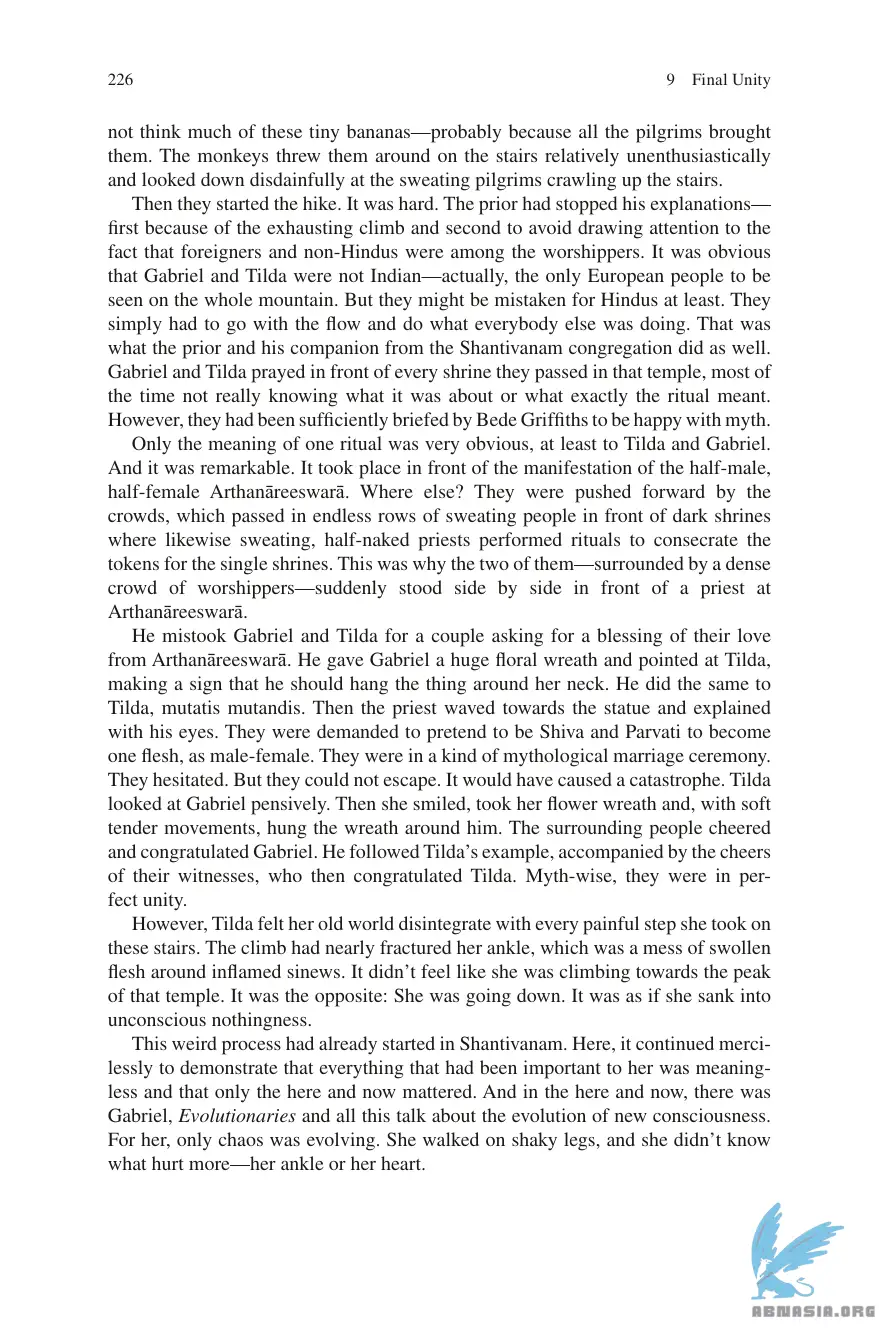 226
9 Final Unity
not think much of these tiny bananas—probably because all the pilgrims brought
them. The monkeys threw them around on the stairs relatively unenthusiastically
and looked down disdainfully at the sweating pilgrims crawling up the stairs.
Then they started the hike. It was hard. The prior had stopped his explanations—
first because of the exhausting climb and second to avoid drawing attention to the
fact that foreigners and non-Hindus were among the worshippers. It was obvious
that Gabriel and Tilda were not Indian—actually, the only European people to be
seen on the whole mountain. But they might be mistaken for Hindus at least. They
simply had to go with the flow and do what everybody else was doing. That was
what the prior and his companion from the Shantivanam congregation did as well.
Gabriel and Tilda prayed in front of every shrine they passed in that temple, most of
the time not really knowing what it was about or what exactly the ritual meant.
However, they had been sufficiently briefed by Bede Griffiths to be happy with myth.
Only the meaning of one ritual was very obvious, at least to Tilda and Gabriel.
And it was remarkable. It took place in front of the manifestation of the half-male,
half-female Arthanāreeswarā. Where else? They were pushed forward by the
crowds, which passed in endless rows of sweating people in front of dark shrines
where likewise sweating, half-naked priests performed rituals to consecrate the
tokens for the single shrines. This was why the two of them—surrounded by a dense
crowd of worshippers—suddenly stood side by side in front of a priest at
Arthanāreeswarā.
He mistook Gabriel and Tilda for a couple asking for a blessing of their love
from Arthanāreeswarā. He gave Gabriel a huge floral wreath and pointed at Tilda,
making a sign that he should hang the thing around her neck. He did the same to
Tilda, mutatis mutandis. Then the priest waved towards the statue and explained
with his eyes. They were demanded to pretend to be Shiva and Parvati to become
one flesh, as male-female. They were in a kind of mythological marriage ceremony.
They hesitated. But they could not escape. It would have caused a catastrophe. Tilda
looked at Gabriel pensively. Then she smiled, took her flower wreath and, with soft
tender movements, hung the wreath around him. The surrounding people cheered
and congratulated Gabriel. He followed Tilda's example, accompanied by the cheers
of their witnesses, who then congratulated Tilda. Myth-wise, they were in per-
fect unity.
However, Tilda felt her old world disintegrate with every painful step she took on
these stairs. The climb had nearly fractured her ankle, which was a mess of swollen
flesh around inflamed sinews. It didn't feel like she was climbing towards the peak
of that temple. It was the opposite: She was going down. It was as if she sank into
unconscious nothingness.
This weird process had already started in Shantivanam. Here, it continued merci-
lessly to demonstrate that everything that had been important to her was meaning-
less and that only the here and now mattered. And in the here and now, there was
Gabriel, Evolutionaries and all this talk about the evolution of new consciousness.
For her, only chaos was evolving. She walked on shaky legs, and she didn't know
what hurt more—her ankle or her heart.
ABNASIA.ORG